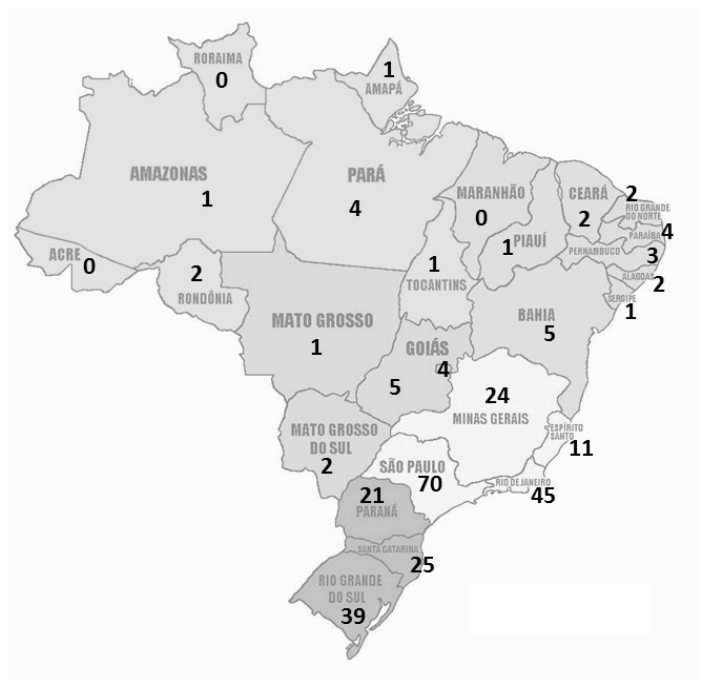 RORAIMA
0
1
AMAPÁ
AMAZONAS
1
PARÁ
4
MARANHÃO
0
CEARÁ
2
2
RIO GRANDE
DO NORTE
4
PARAÍBA
1
PIAUÍ
PERNAMBUCO
3
ALAGOAS
2
SERGIPE
1
ACRE
0
2
RONDÔNIA
1
TOCANTINS
MATO GROSSO
1
BAHIA
5
GOIÁS
4
5
24
MINAS GERAIS
ESPÍRITO
SANTO
11
MATO GROSSO
DO SUL
2
SÃO PAULO
70
RIO DE JANEIRO
45
21
PARANÁ
SANTA CATARINA
25
RIO GRANDE
DO SUL
39